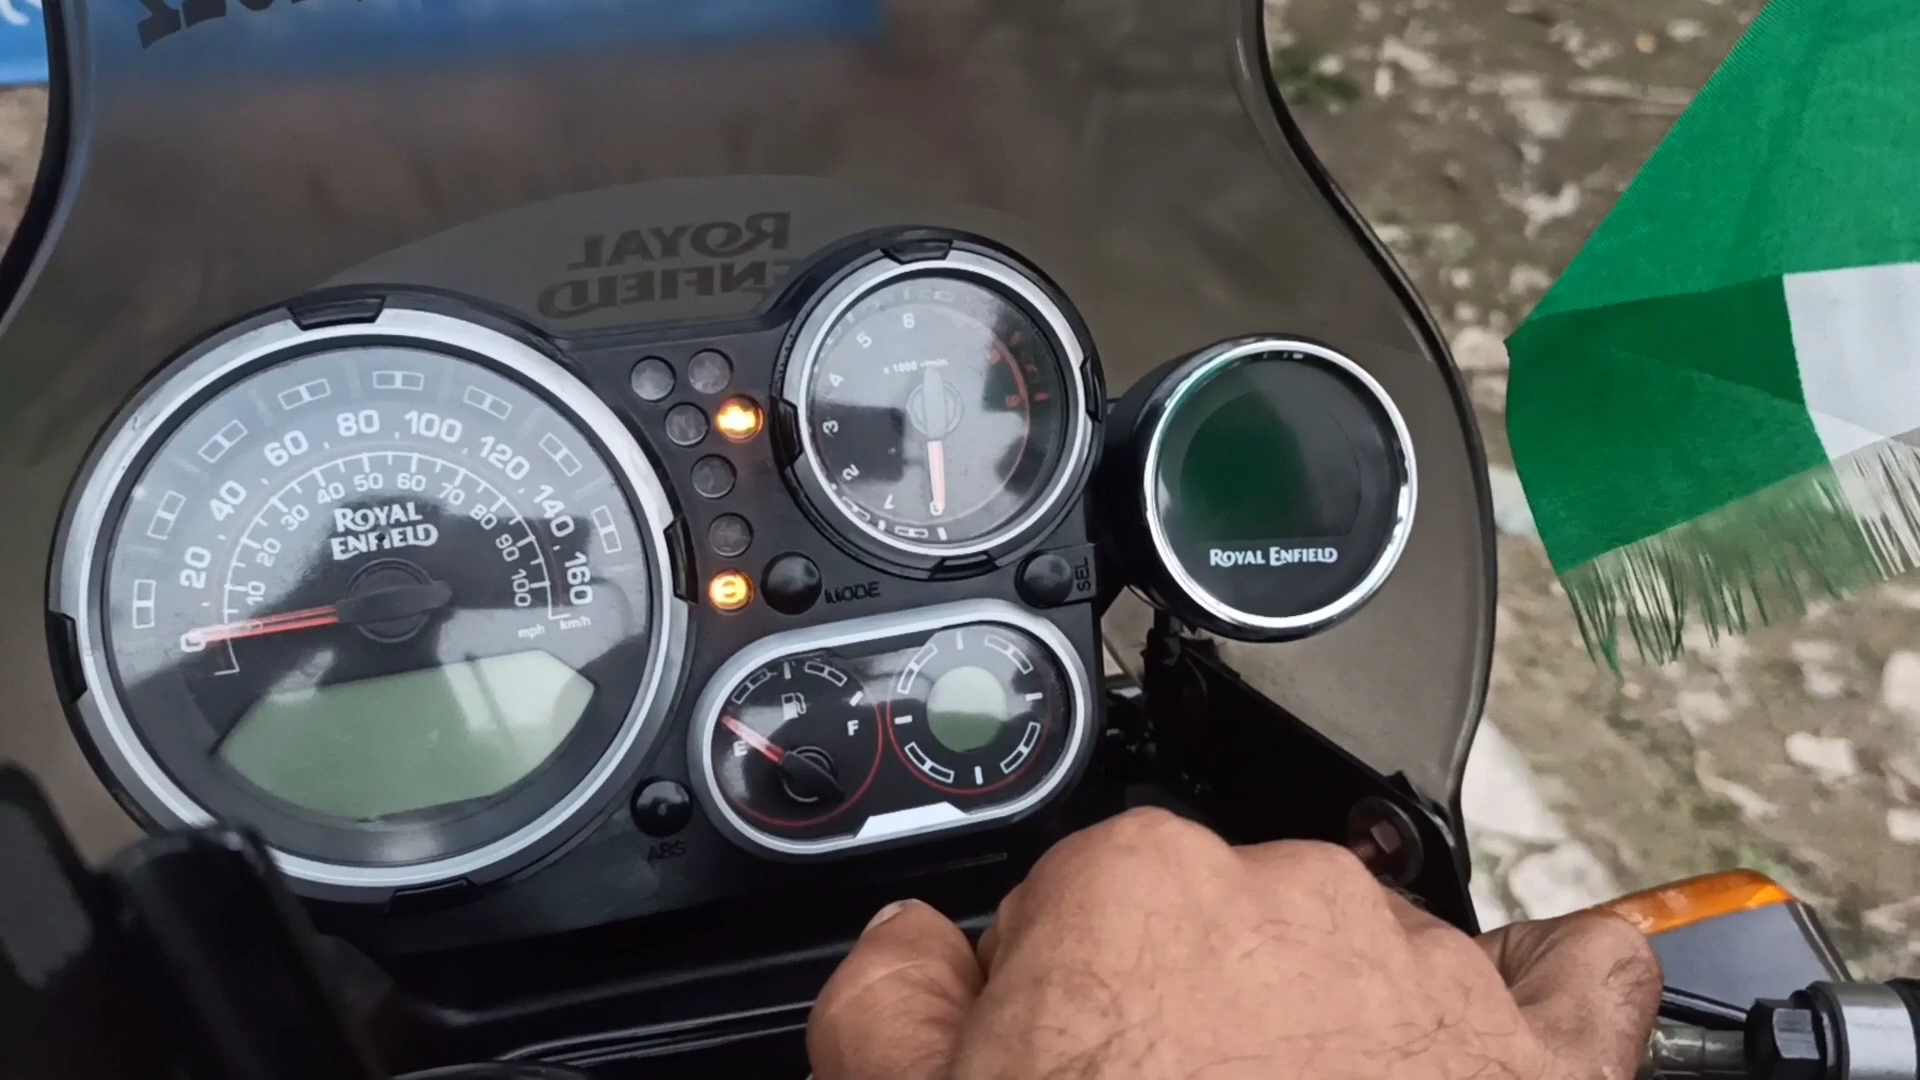 ROYAL
ENFIELD
6
5
4
3
2
1
0
x 1000 r/min.
0
20
40
60
80
100
120
140
160
10
20
30
40
50
60
70
80
90
100
mph
km/h
ROYAL
ENFIELD
N
MODE
SEL
ROYAL ENFIELD
E
F
ABS